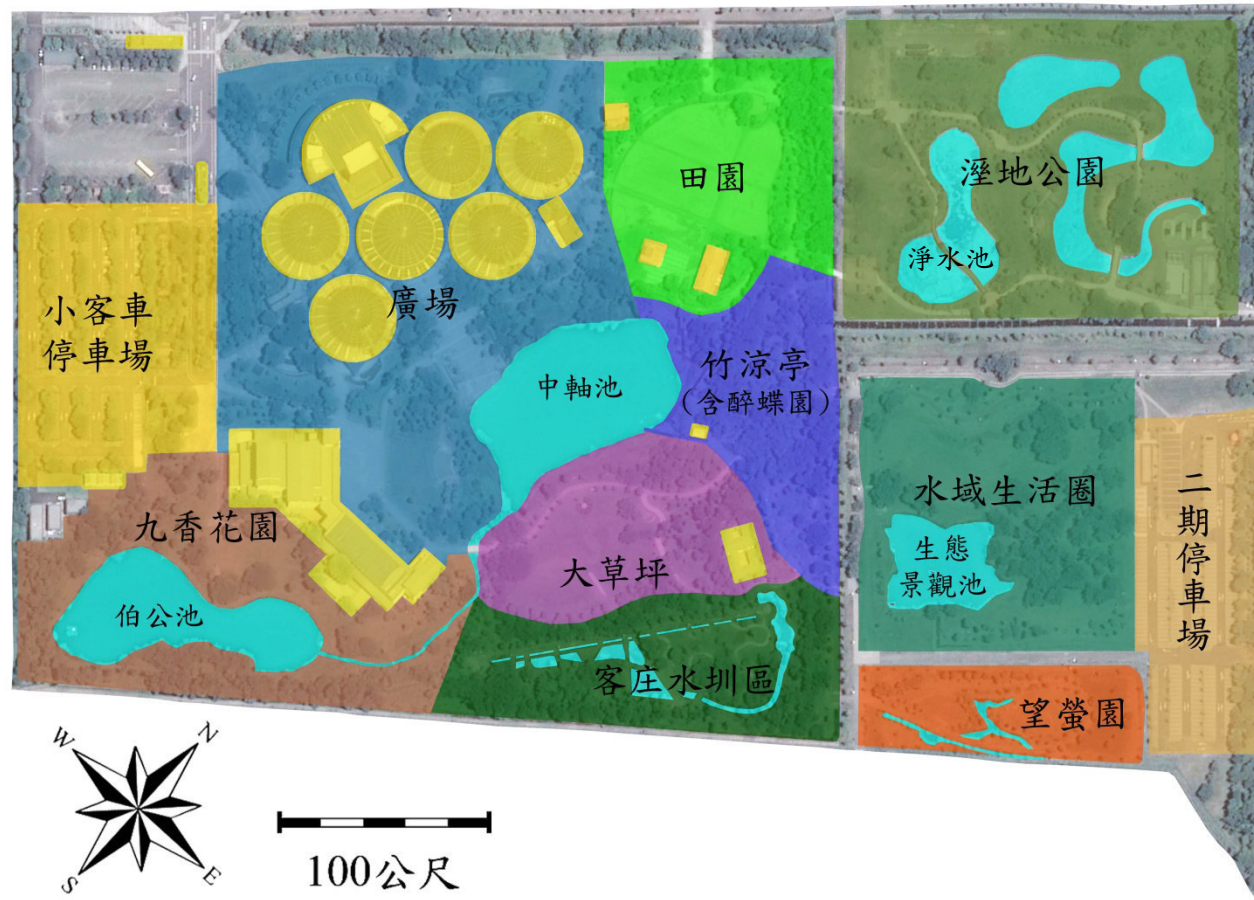 田園
溼地公園
淨水池
小客車
停車場
廣場
中軸池
竹涼亭
（含醉蝶園）
水域生活圈
生態
景觀池
二期停車場
九香花園
伯公池
大草坪
客庄水圳區
望螢園
W
N
S
E
100公尺